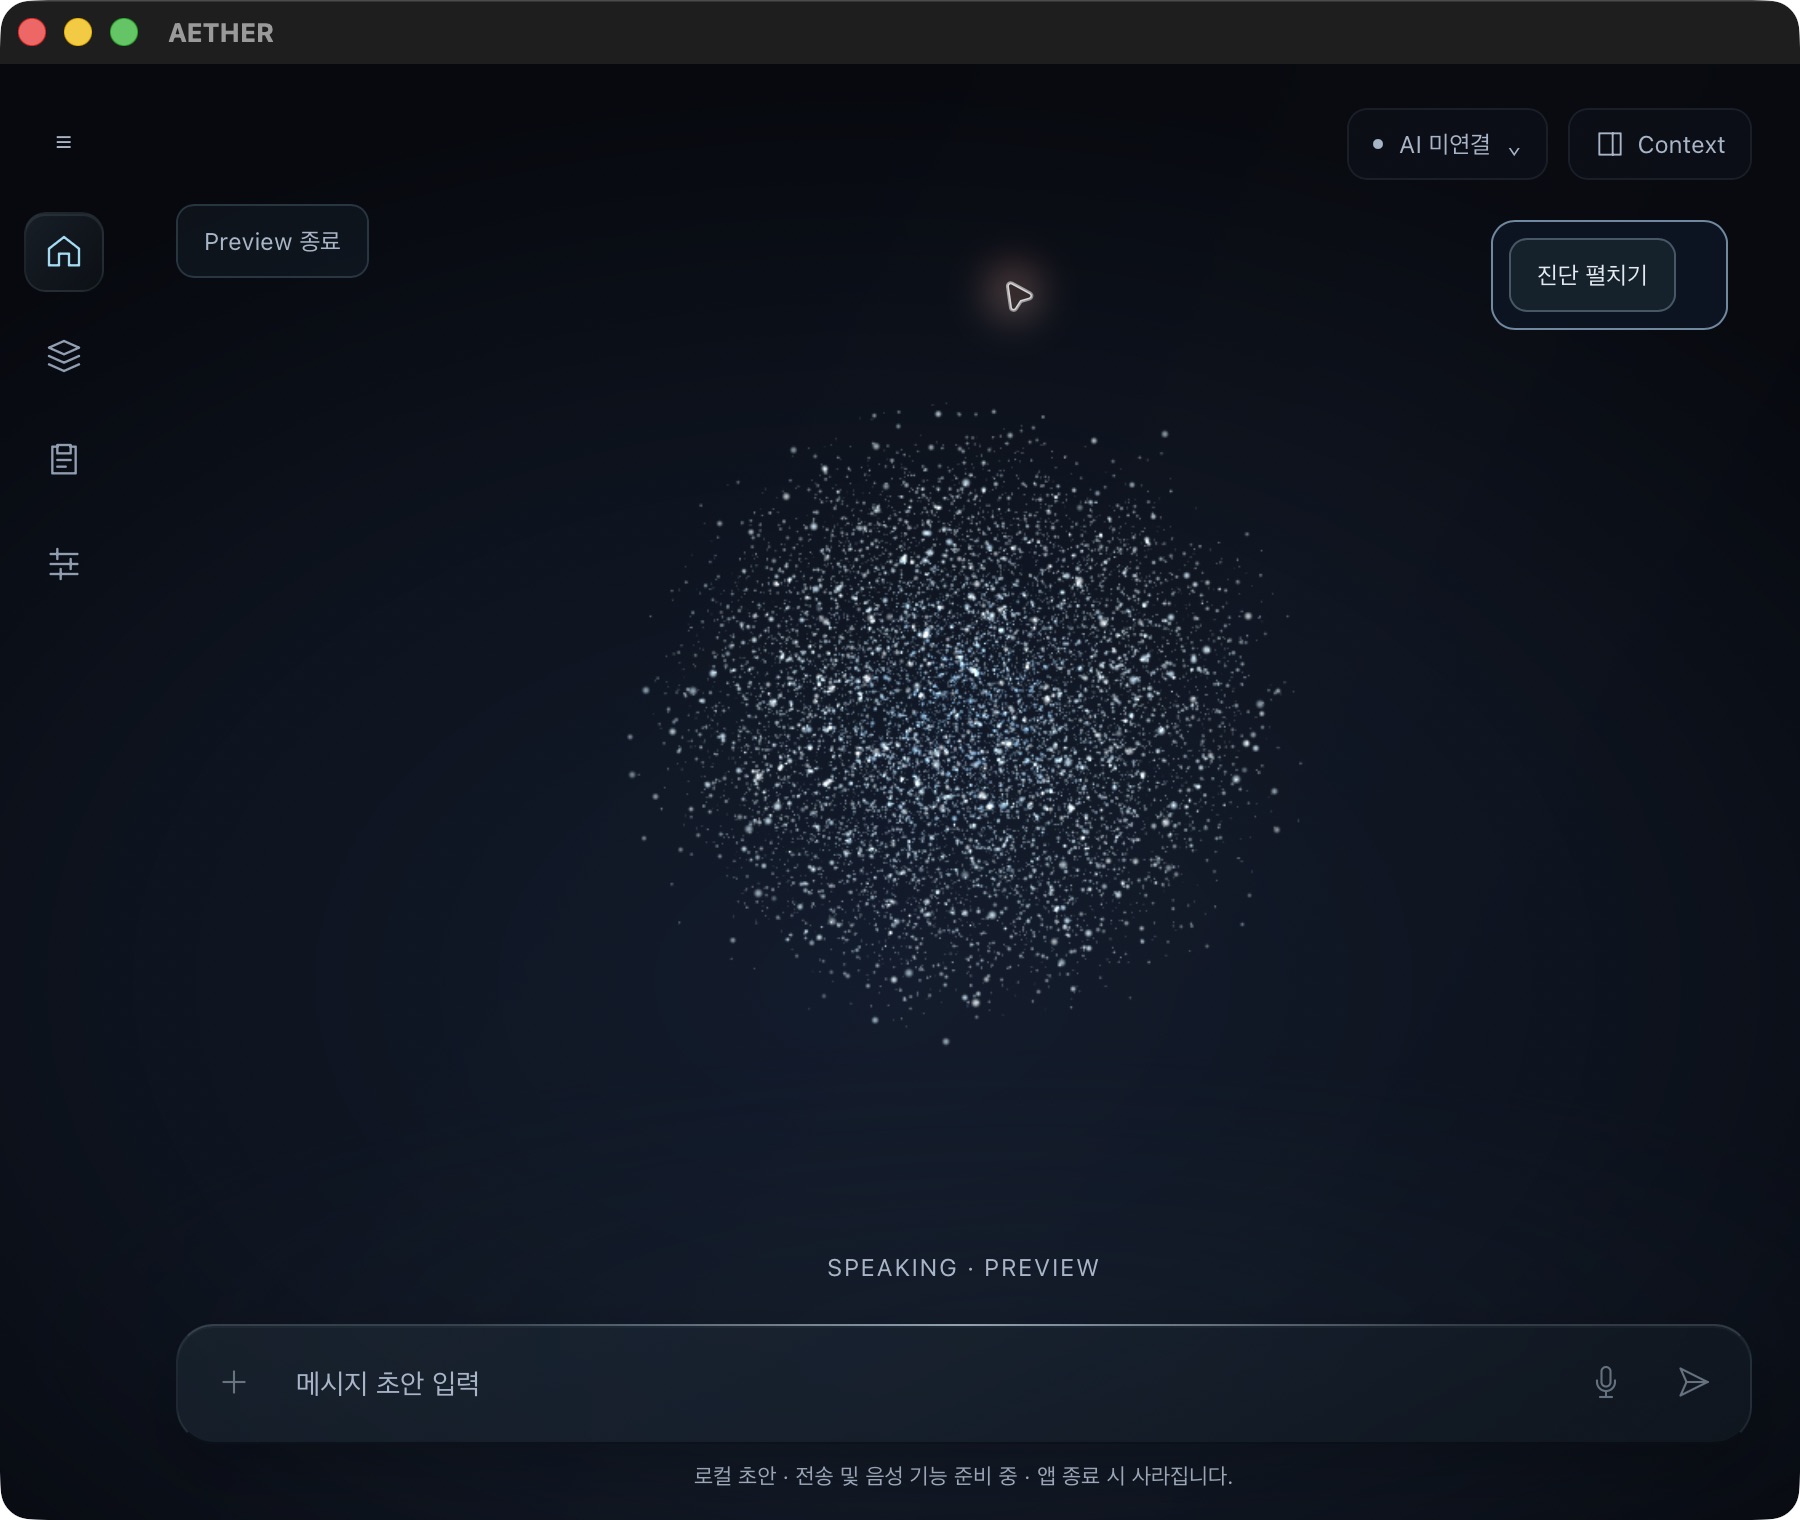 AETHER
AI 미연결
Context
Preview 종료
진단 펼치기
SPEAKING · PREVIEW
메시지 초안 입력
로컬 초안 · 전송 및 음성 기능 준비 중 · 앱 종료 시 사라집니다.